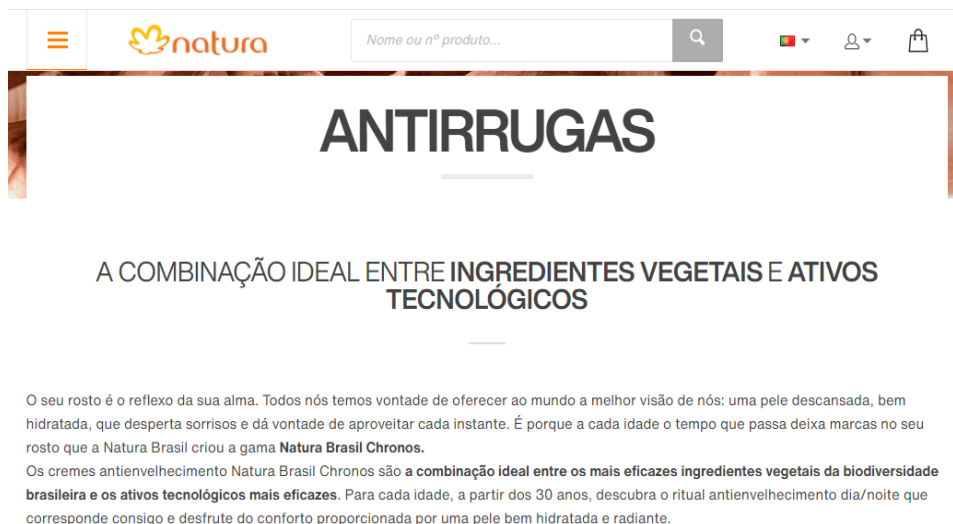 natura
Nome ou nº produto...
ANTIRRUGAS
A COMBINAÇÃO IDEAL ENTRE INGREDIENTES VEGETAIS E ATIVOS
TECNOLÓGICOS
O seu rosto é o reflexo da sua alma. Todos nós temos vontade de oferecer ao mundo a melhor visão de nós: uma pele descansada, bem
hidratada, que desperta sorrisos e dá vontade de aproveitar cada instante. É porque a cada idade o tempo que passa deixa marcas no seu
rosto que a Natura Brasil criou a gama Natura Brasil Chronos.
Os cremes antienvelhecimento Natura Brasil Chronos são a combinação ideal entre os mais eficazes ingredientes vegetais da biodiversidade
brasileira e os ativos tecnológicos mais eficazes. Para cada idade, a partir dos 30 anos, descubra o ritual antienvelhecimento dia/noite que
corresponde consigo e desfrute do conforto proporcionada por uma pele bem hidratada e radiante.